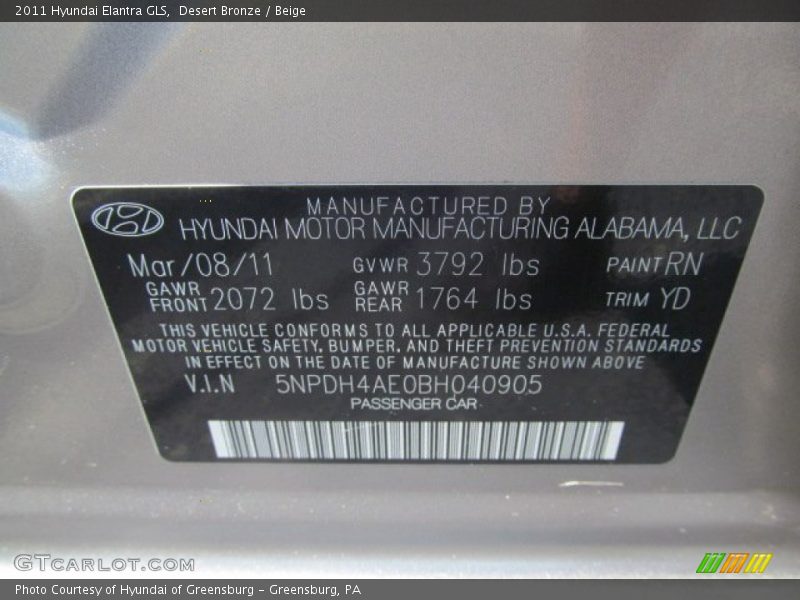 2011 Hyundai Elantra GLS, Desert Bronze / Beige
MANUFACTURED BY
HYUNDAI MOTOR MANUFACTURING ALABAMA, LLC
Mar/08/11 GVWR 3792 lbs PAINT RN
GAWR FRONT 2072 lbs GAWR REAR 1764 lbs TRIM YD
THIS VEHICLE CONFORMS TO ALL APPLICABLE U.S.A. FEDERAL
MOTOR VEHICLE SAFETY, BUMPER, AND THEFT PREVENTION STANDARDS
IN EFFECT ON THE DATE OF MANUFACTURE SHOWN ABOVE
V.I.N 5NPDH4AE0BH040905
PASSENGER CAR
GTCARLOT.COM
Photo Courtesy of Hyundai of Greensburg - Greensburg, PA